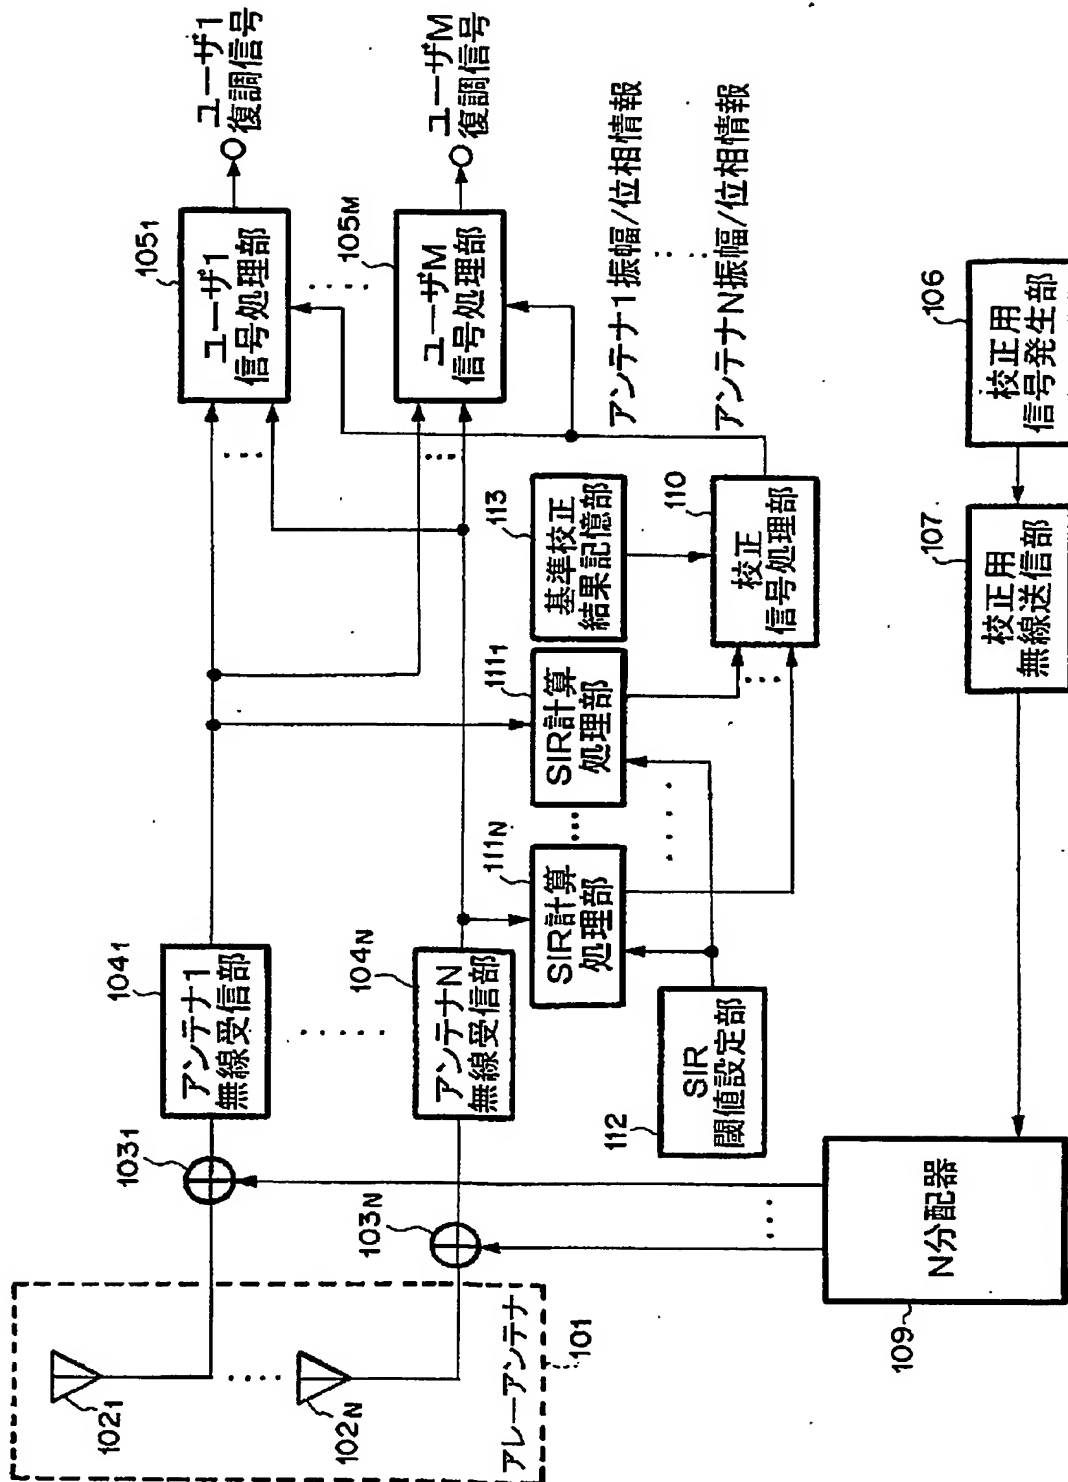 アレーアンテナ
101
102₁
102N
103₁
103N
104₁
アンテナ1
無線受信部
104N
アンテナN
無線受信部
105₁
ユーザ1
信号処理部
ユーザ1
復調信号
105M
ユーザM
信号処理部
ユーザM
復調信号
アンテナ1振幅/位相情報
アンテナN振幅/位相情報
111N
SIR計算
処理部
111₁
SIR計算
処理部
112
SIR
閾値設定部
113
基準校正
結果記憶部
110
校正
信号処理部
109
N分配器
107
校正用
無線送信部
106
校正用
信号発生部